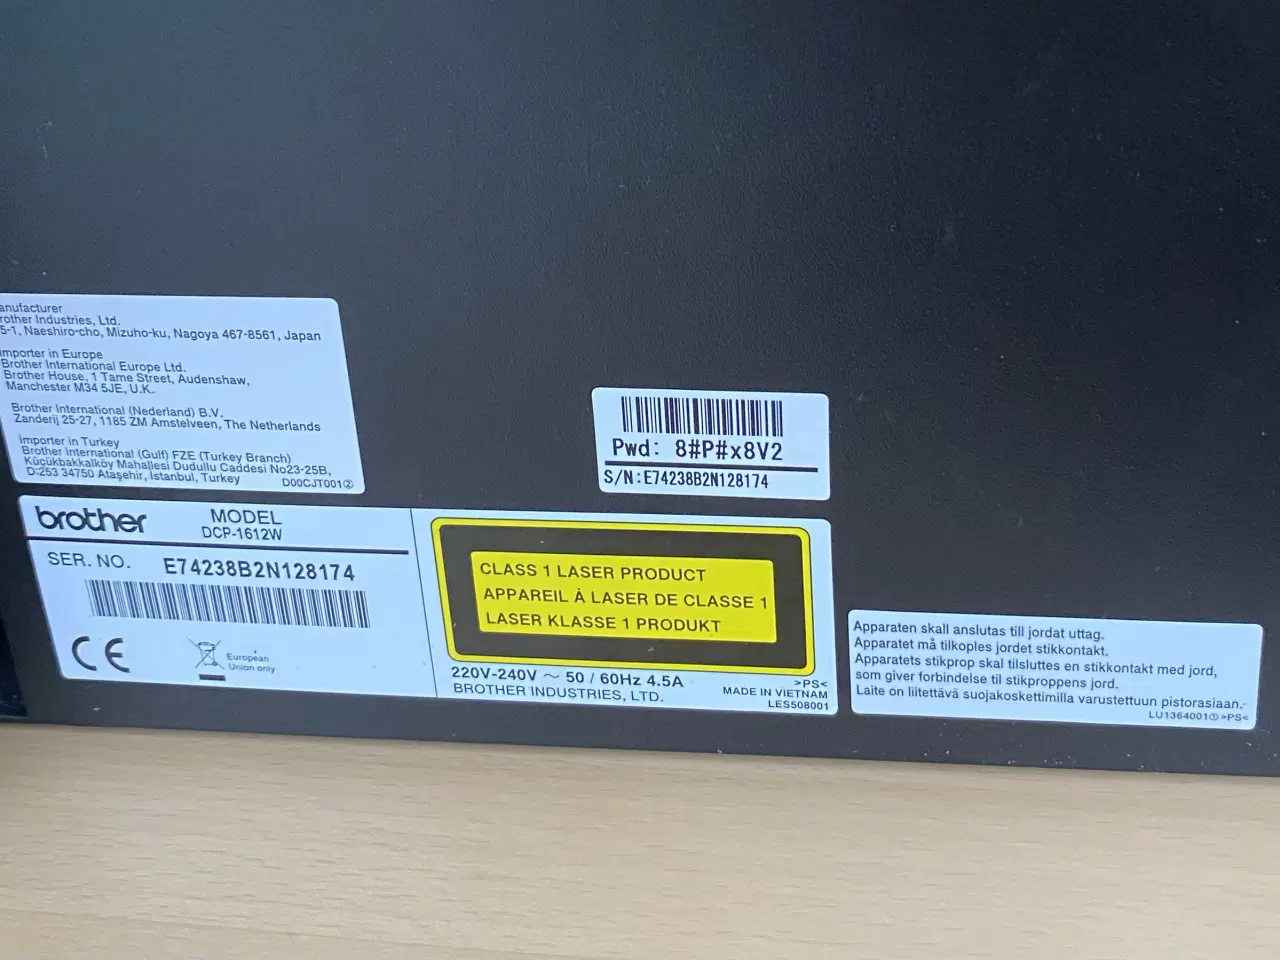 anufacturer
rother Industries, Ltd.
5-1, Naeshiro-cho, Mizuho-ku, Nagoya 467-8561, Japan
mporter in Europe
Brother International Europe Ltd.
Brother House, 1 Tame Street, Audenshaw,
Manchester M34 5JE, U.K.
Brother International (Nederland) B.V.
Zanderij 25-27, 1185 ZM Amstelveen, The Netherlands
Importer in Turkey
Brother International (Gulf) FZE (Turkey Branch)
Küçükbakkalköy Mahallesi Dudullu Caddesi No23-25B,
D:253 34750 Ataşehir, İstanbul, Turkey
D00CJT001②
Pwd: 8#P#x8V2
S/N:E74238B2N128174
brother
MODEL
DCP-1612W
SER. NO. E74238B2N128174
CE
European
Union only
CLASS 1 LASER PRODUCT
APPAREIL À LASER DE CLASSE 1
LASER KLASSE 1 PRODUKT
220V-240V ～ 50 / 60Hz 4.5A
BROTHER INDUSTRIES, LTD.
>PS<
MADE IN VIETNAM
LES508001
Apparaten skall anslutas till jordat uttag.
Apparatet må tilkoples jordet stikkontakt.
Apparatets stikprop skal tilsluttes en stikkontakt med jord,
som giver forbindelse til stikproppens jord.
Laite on liitettävä suojakoskettimilla varustettuun pistorasiaan.
LU1364001① >PS<